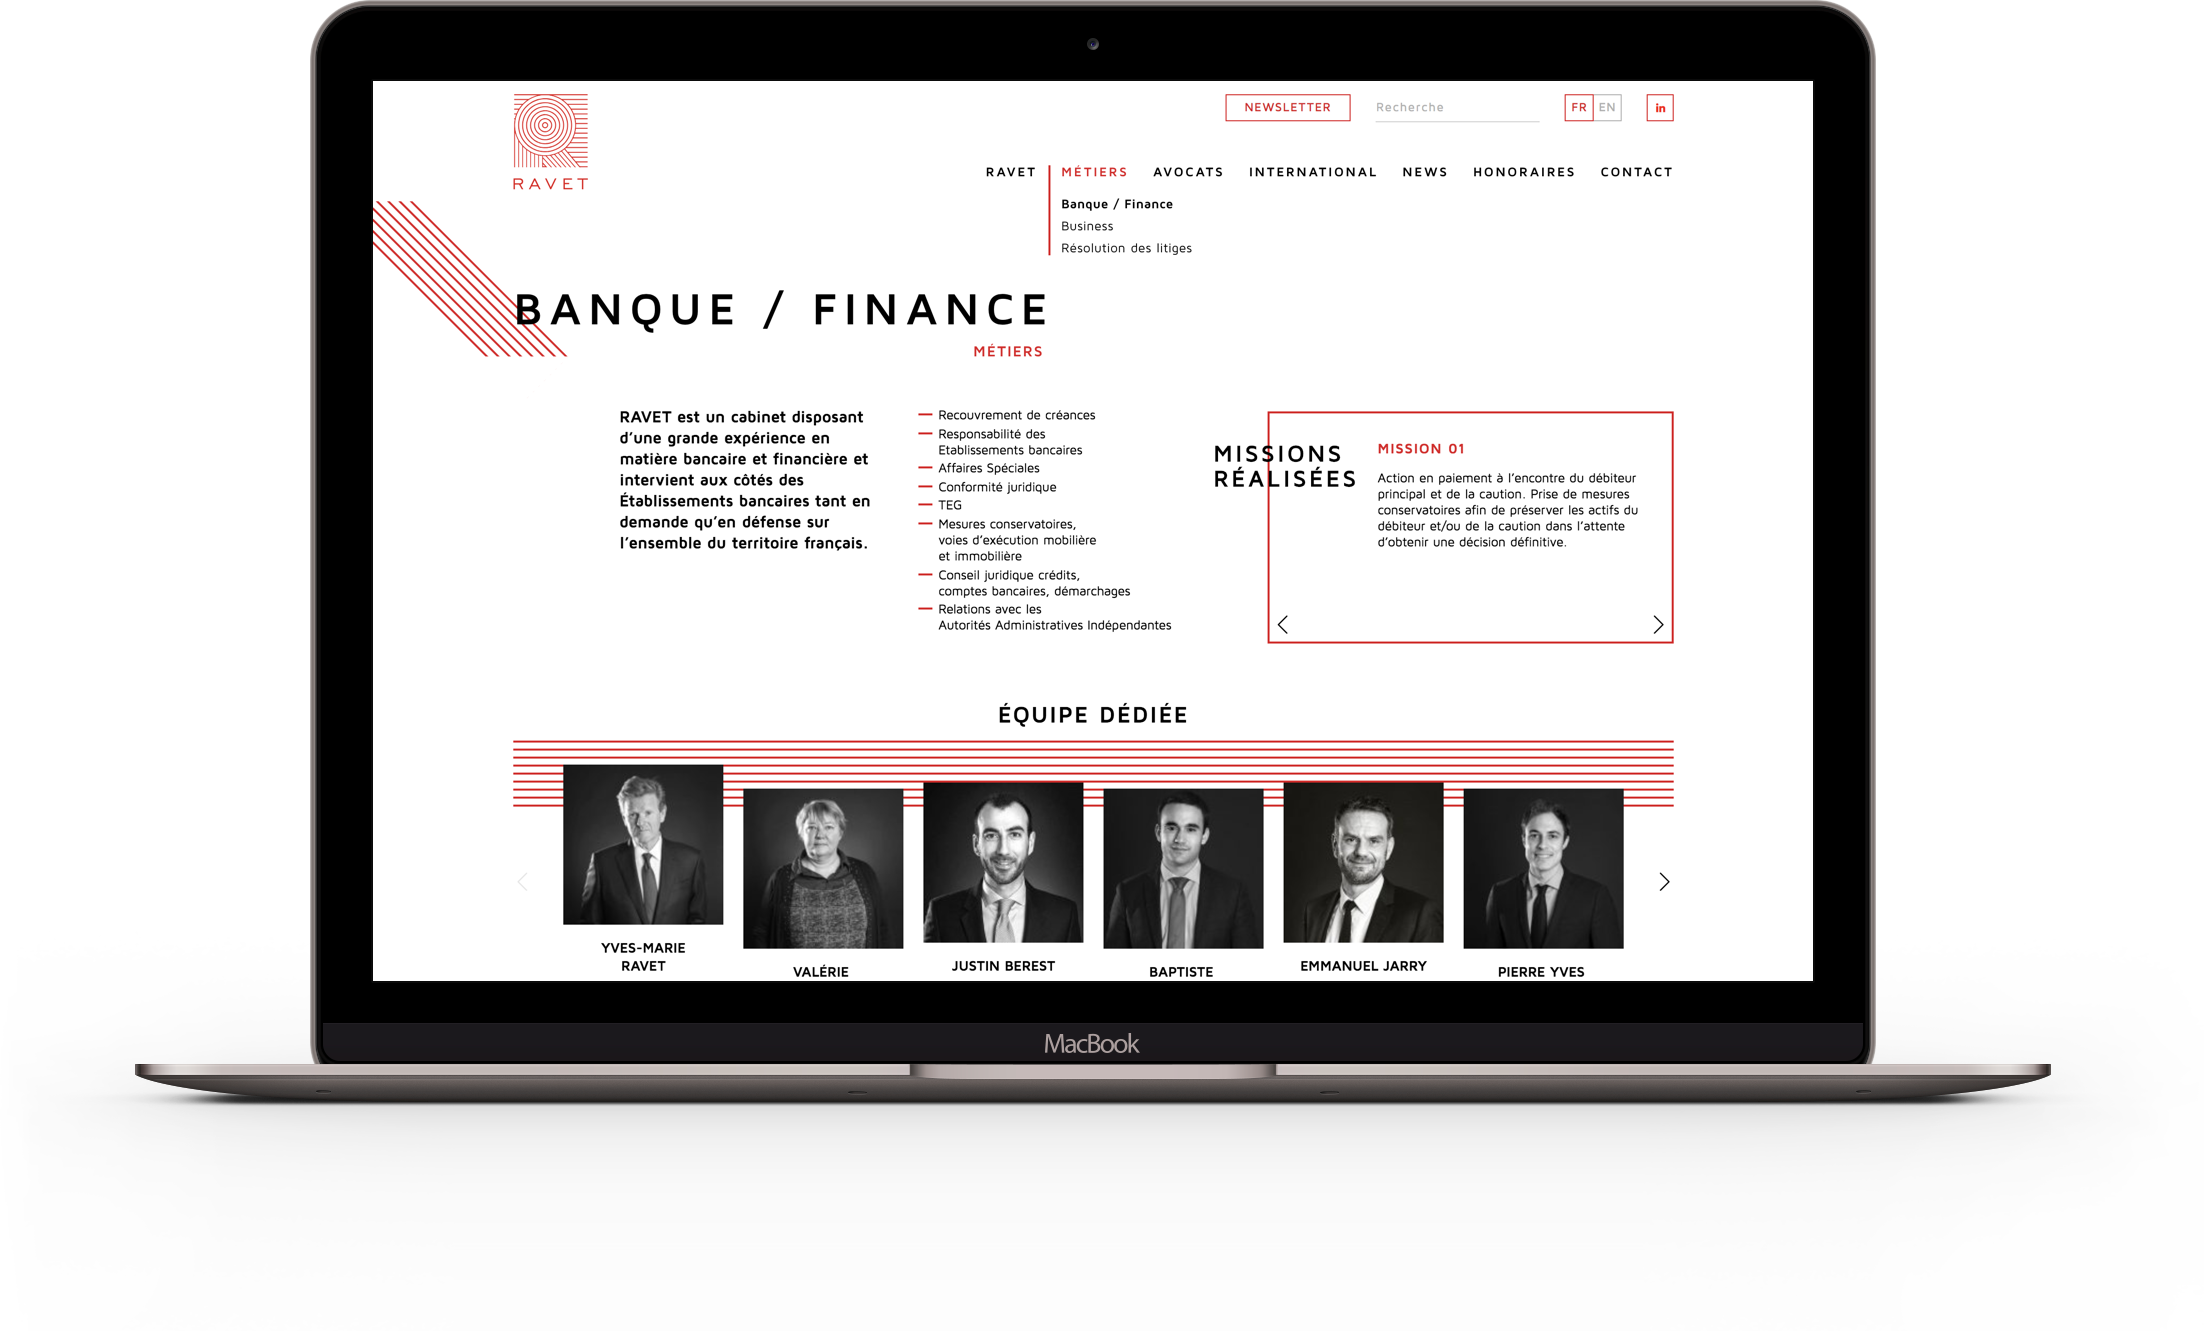 NEWSLETTER
Recherche
FR
EN
in
RAVET
RAVET
MÉTIERS
AVOCATS
INTERNATIONAL
NEWS
HONORAIRES
CONTACT
Banque / Finance
Business
Résolution des litiges
BANQUE / FINANCE
MÉTIERS
RAVET est un cabinet disposant
d’une grande expérience en
matière bancaire et financière et
intervient aux côtés des
Établissements bancaires tant en
demande qu’en défense sur
l’ensemble du territoire français.
Recouvrement de créances
Responsabilité des
Etablissements bancaires
Affaires Spéciales
Conformité juridique
TEG
Mesures conservatoires,
voies d’exécution mobilière
et immobilière
Conseil juridique crédits,
comptes bancaires, démarchages
Relations avec les
Autorités Administratives Indépendantes
MISSIONS
RÉALISÉES
MISSION 01
Action en paiement à l’encontre du débiteur
principal et de la caution. Prise de mesures
conservatoires afin de préserver les actifs du
débiteur et/ou de la caution dans l’attente
d’obtenir une décision définitive.
ÉQUIPE DÉDIÉE
YVES-MARIE
RAVET
VALÉRIE
JUSTIN BEREST
BAPTISTE
EMMANUEL JARRY
PIERRE YVES
MacBook